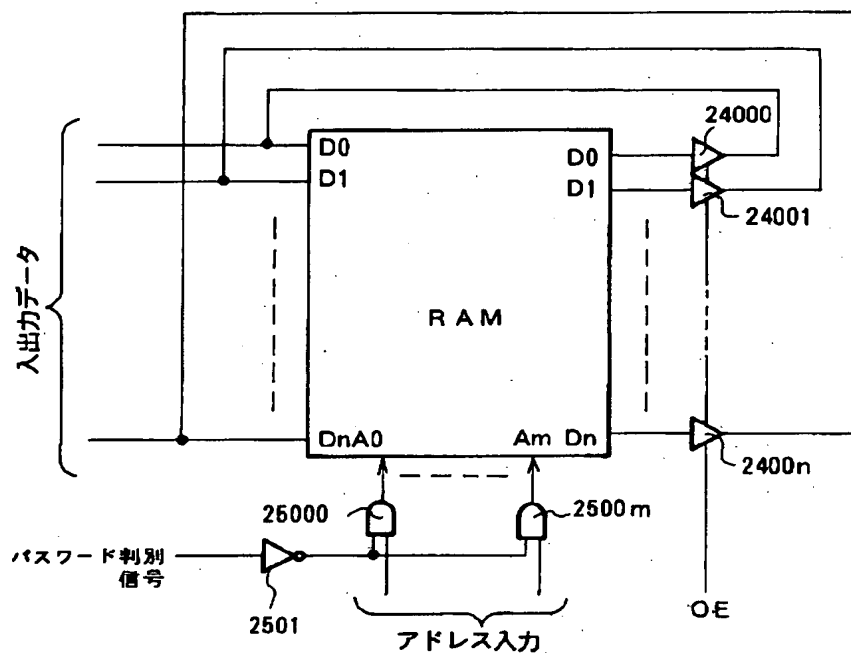 24000
D0 D0
D1 D1
24001
入出力データ
RAM
DnA0 Am Dn
2400n
25000 2500m
パスワード判別
信号
2501
アドレス入力
OE